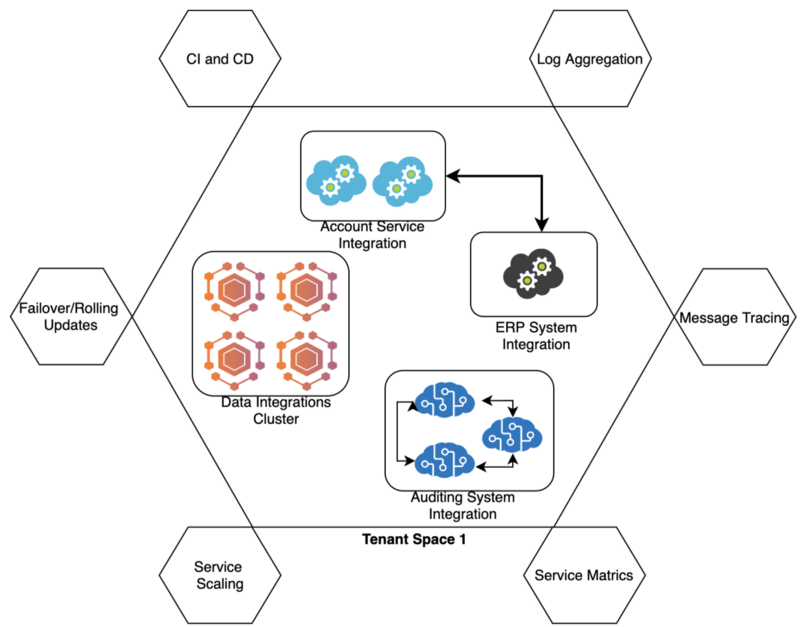 CI and CD
Log Aggregation
Account Service
Integration
Failover/Rolling
Updates
ERP System
Integration
Message Tracing
Data Integrations
Cluster
Auditing System
Integration
Tenant Space 1
Service
Scaling
Service Matrics